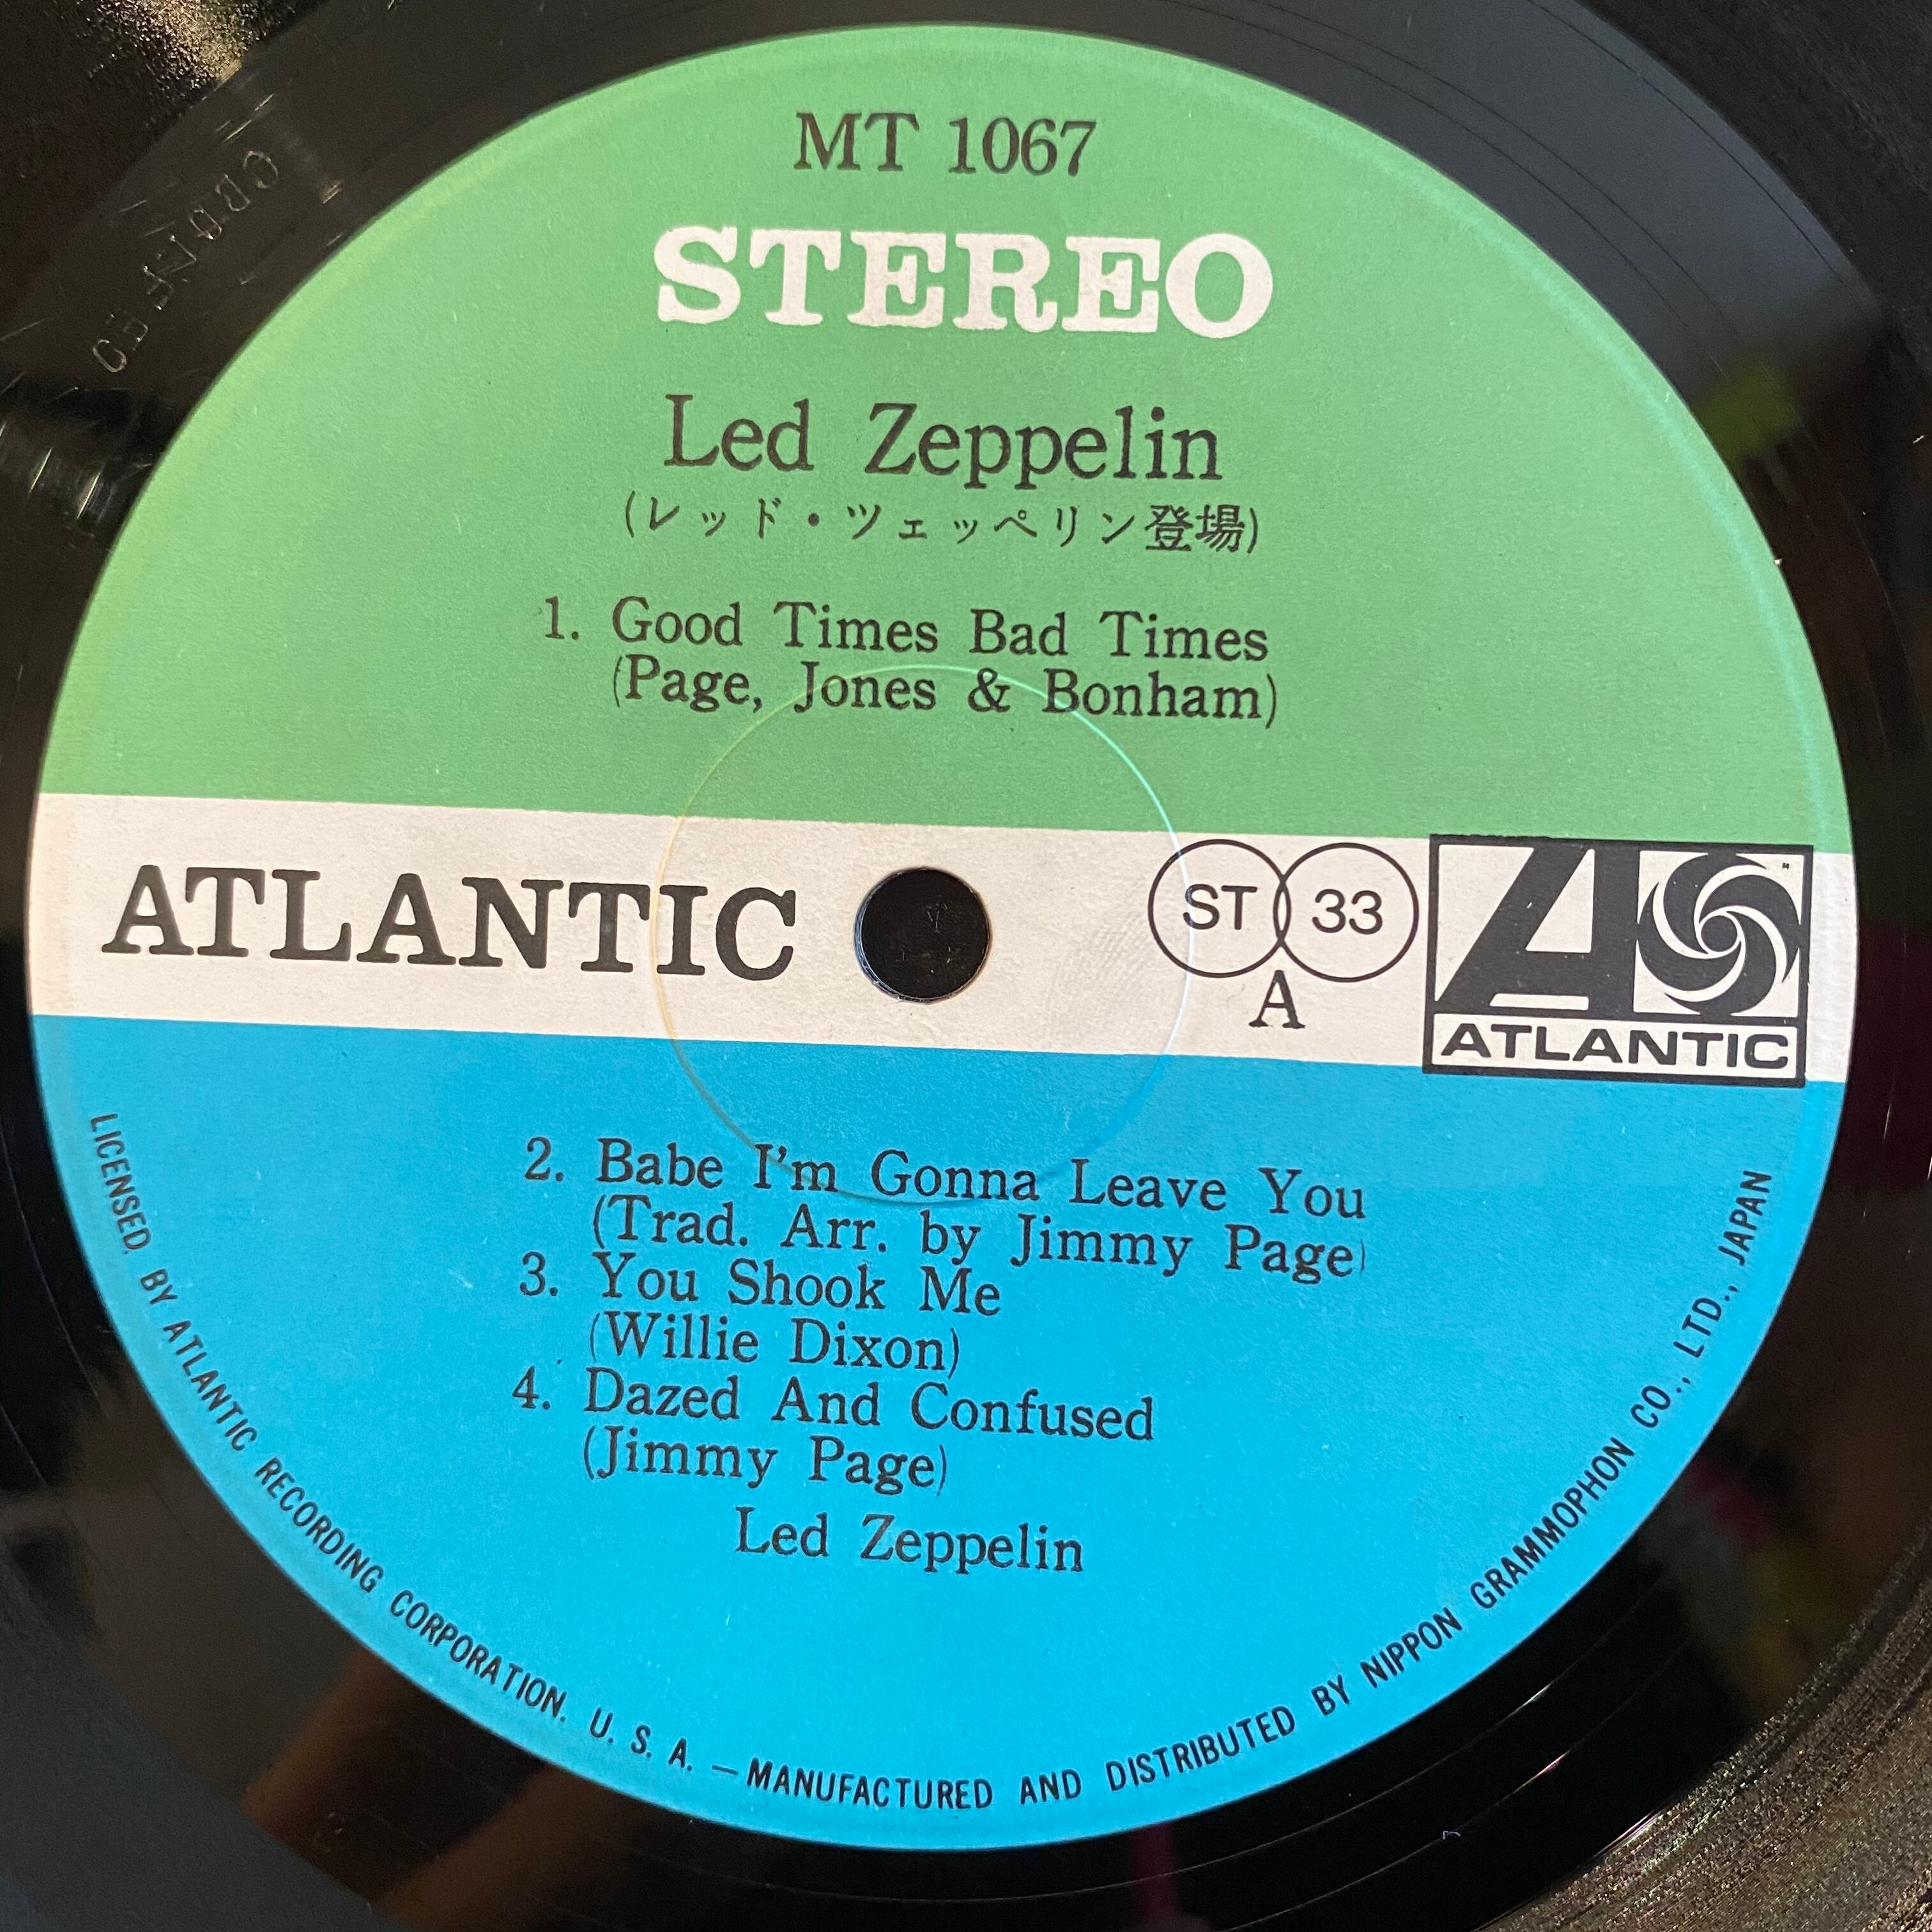 MT 1067
STEREO
Led Zeppelin
(レッド・ツェッペリン登場)
1. Good Times Bad Times
(Page, Jones & Bonham)
ATLANTIC
ST 33
A
ATLANTIC
2. Babe I'm Gonna Leave You
(Trad. Arr. by Jimmy Page)
3. You Shook Me
(Willie Dixon)
4. Dazed And Confused
(Jimmy Page)
Led Zeppelin
LICENSED BY ATLANTIC RECORDING CORPORATION. U. S. A. — MANUFACTURED AND DISTRIBUTED BY NIPPON GRAMMOPHON CO., LTD., JAPAN